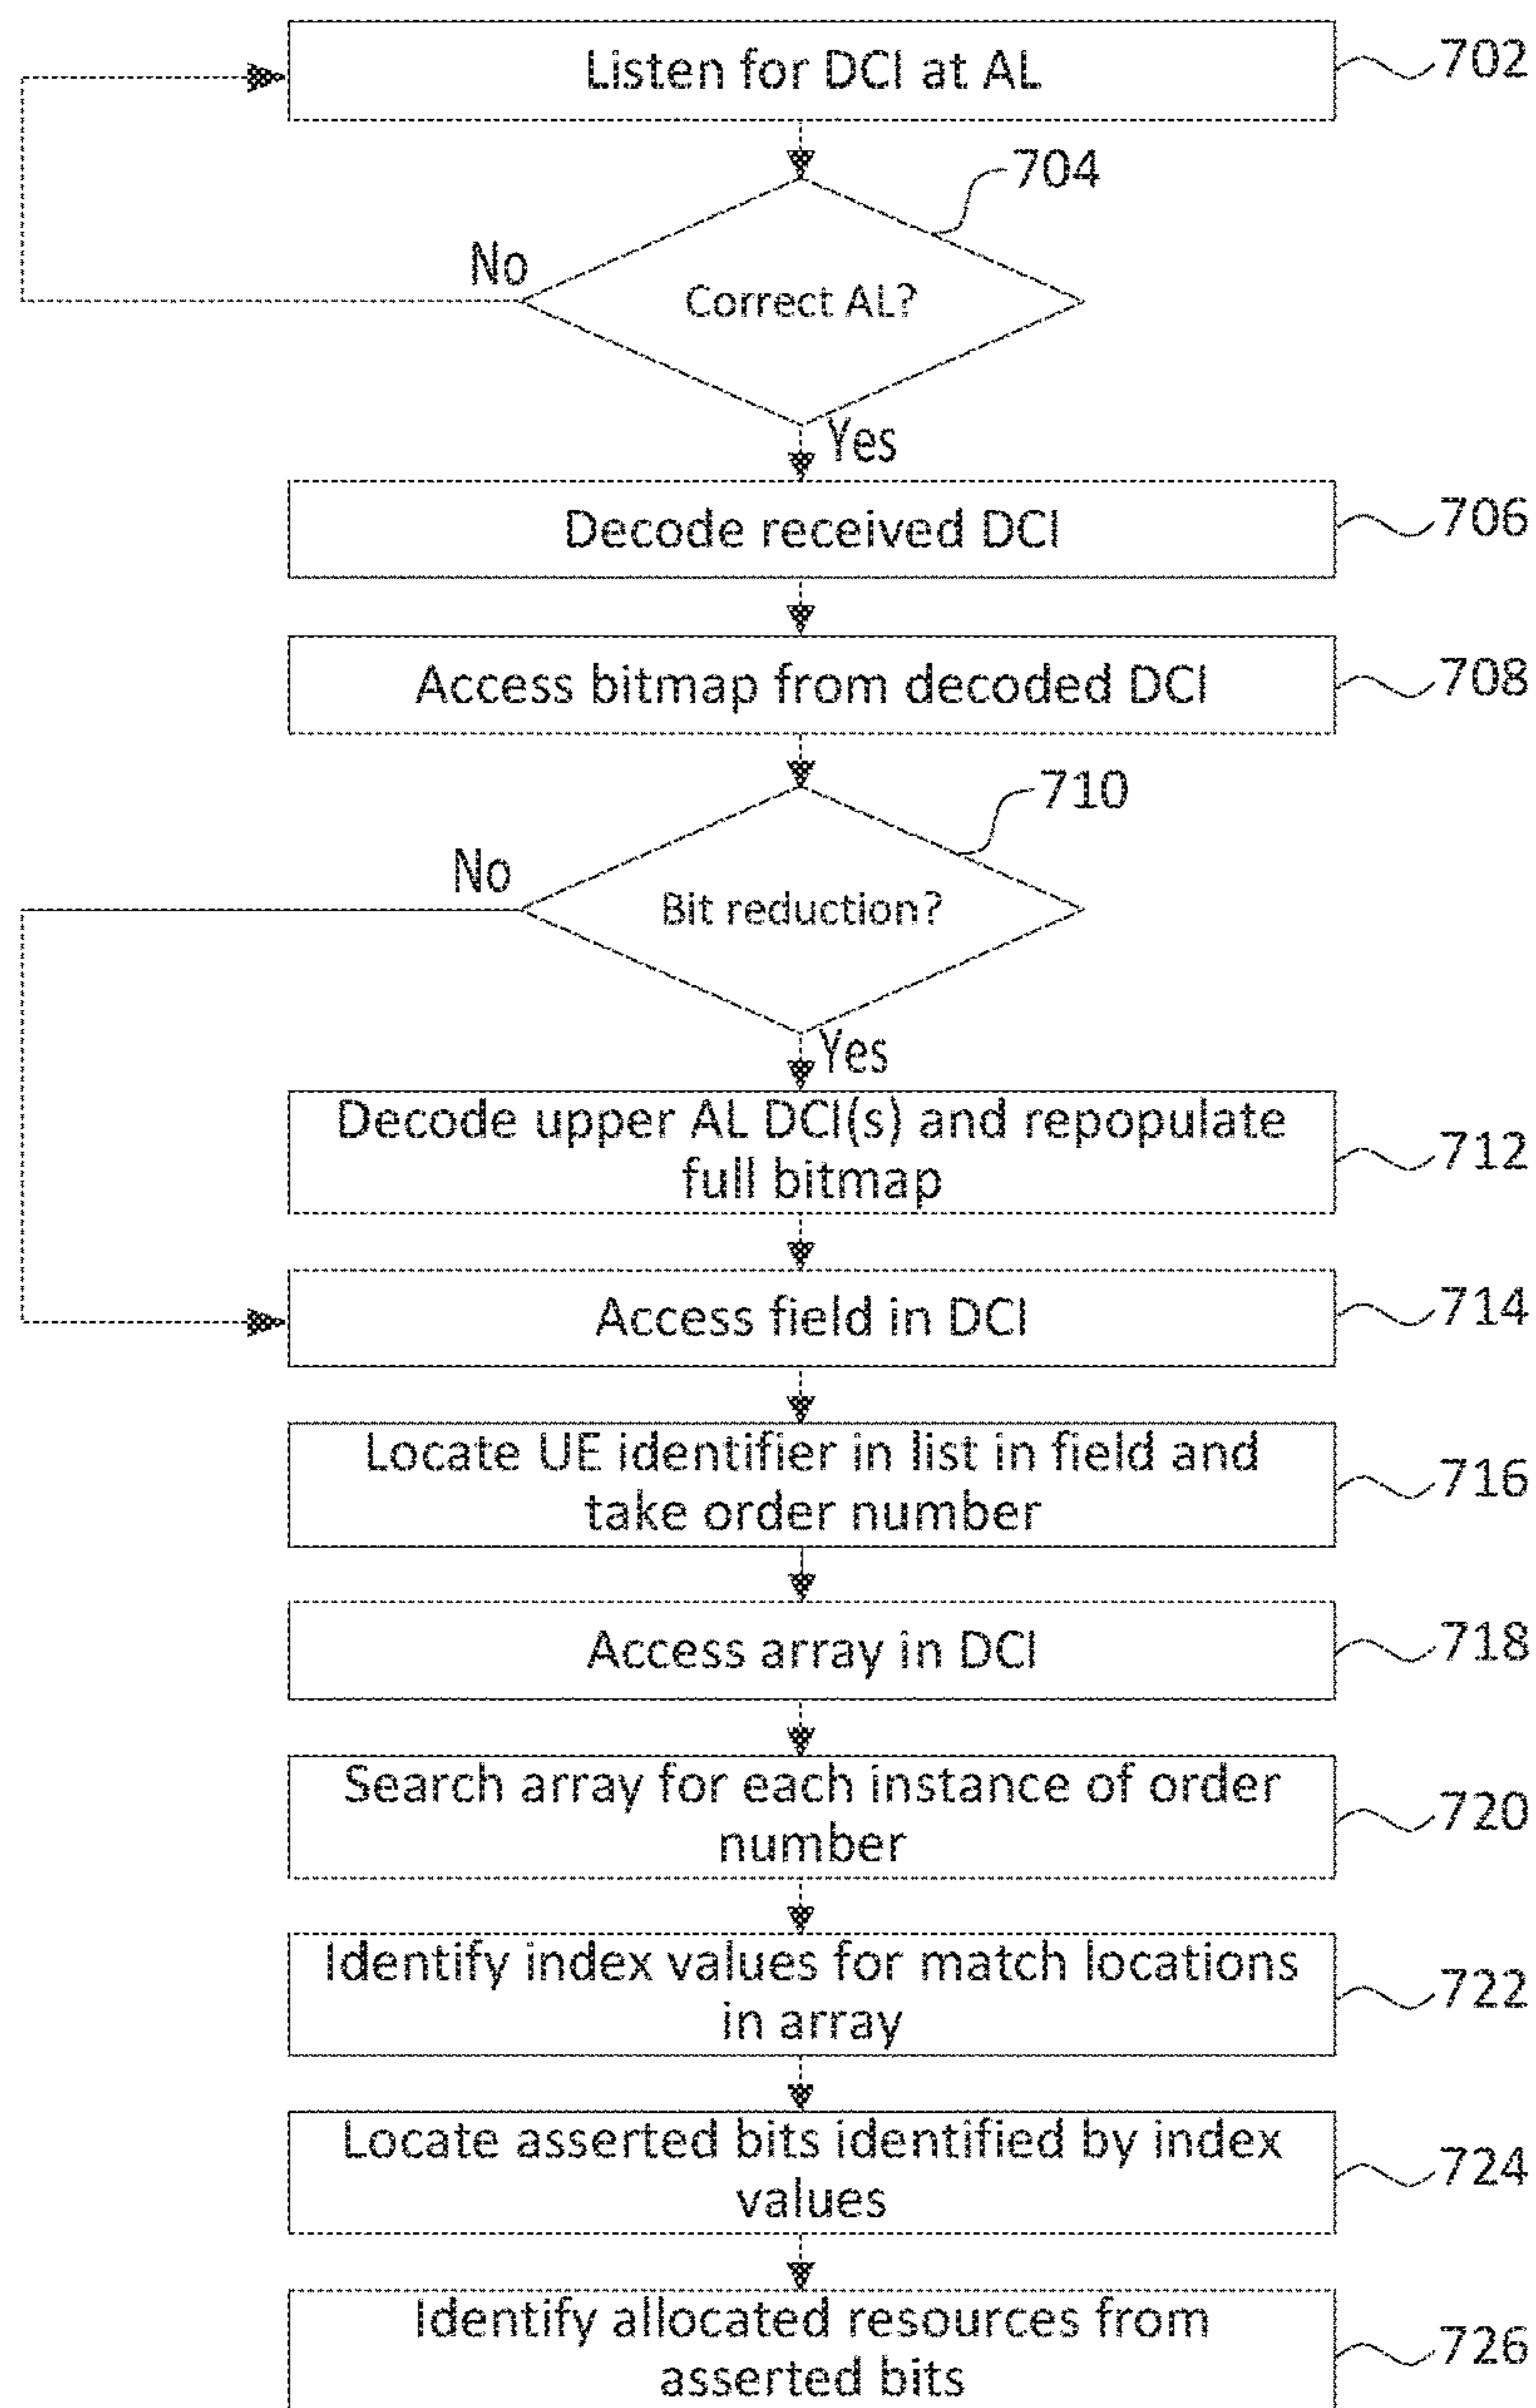 Listen for DCI at AL
702
704
No
Correct AL?
Yes
Decode received DCI
706
Access bitmap from decoded DCI
708
710
No
Bit reduction?
Yes
Decode upper AL DCI(s) and repopulate
full bitmap
712
Access field in DCI
714
Locate UE identifier in list in field and
take order number
716
Access array in DCI
718
Search array for each instance of order
number
720
Identify index values for match locations
in array
722
Locate asserted bits identified by index
values
724
Identify allocated resources from
asserted bits
726